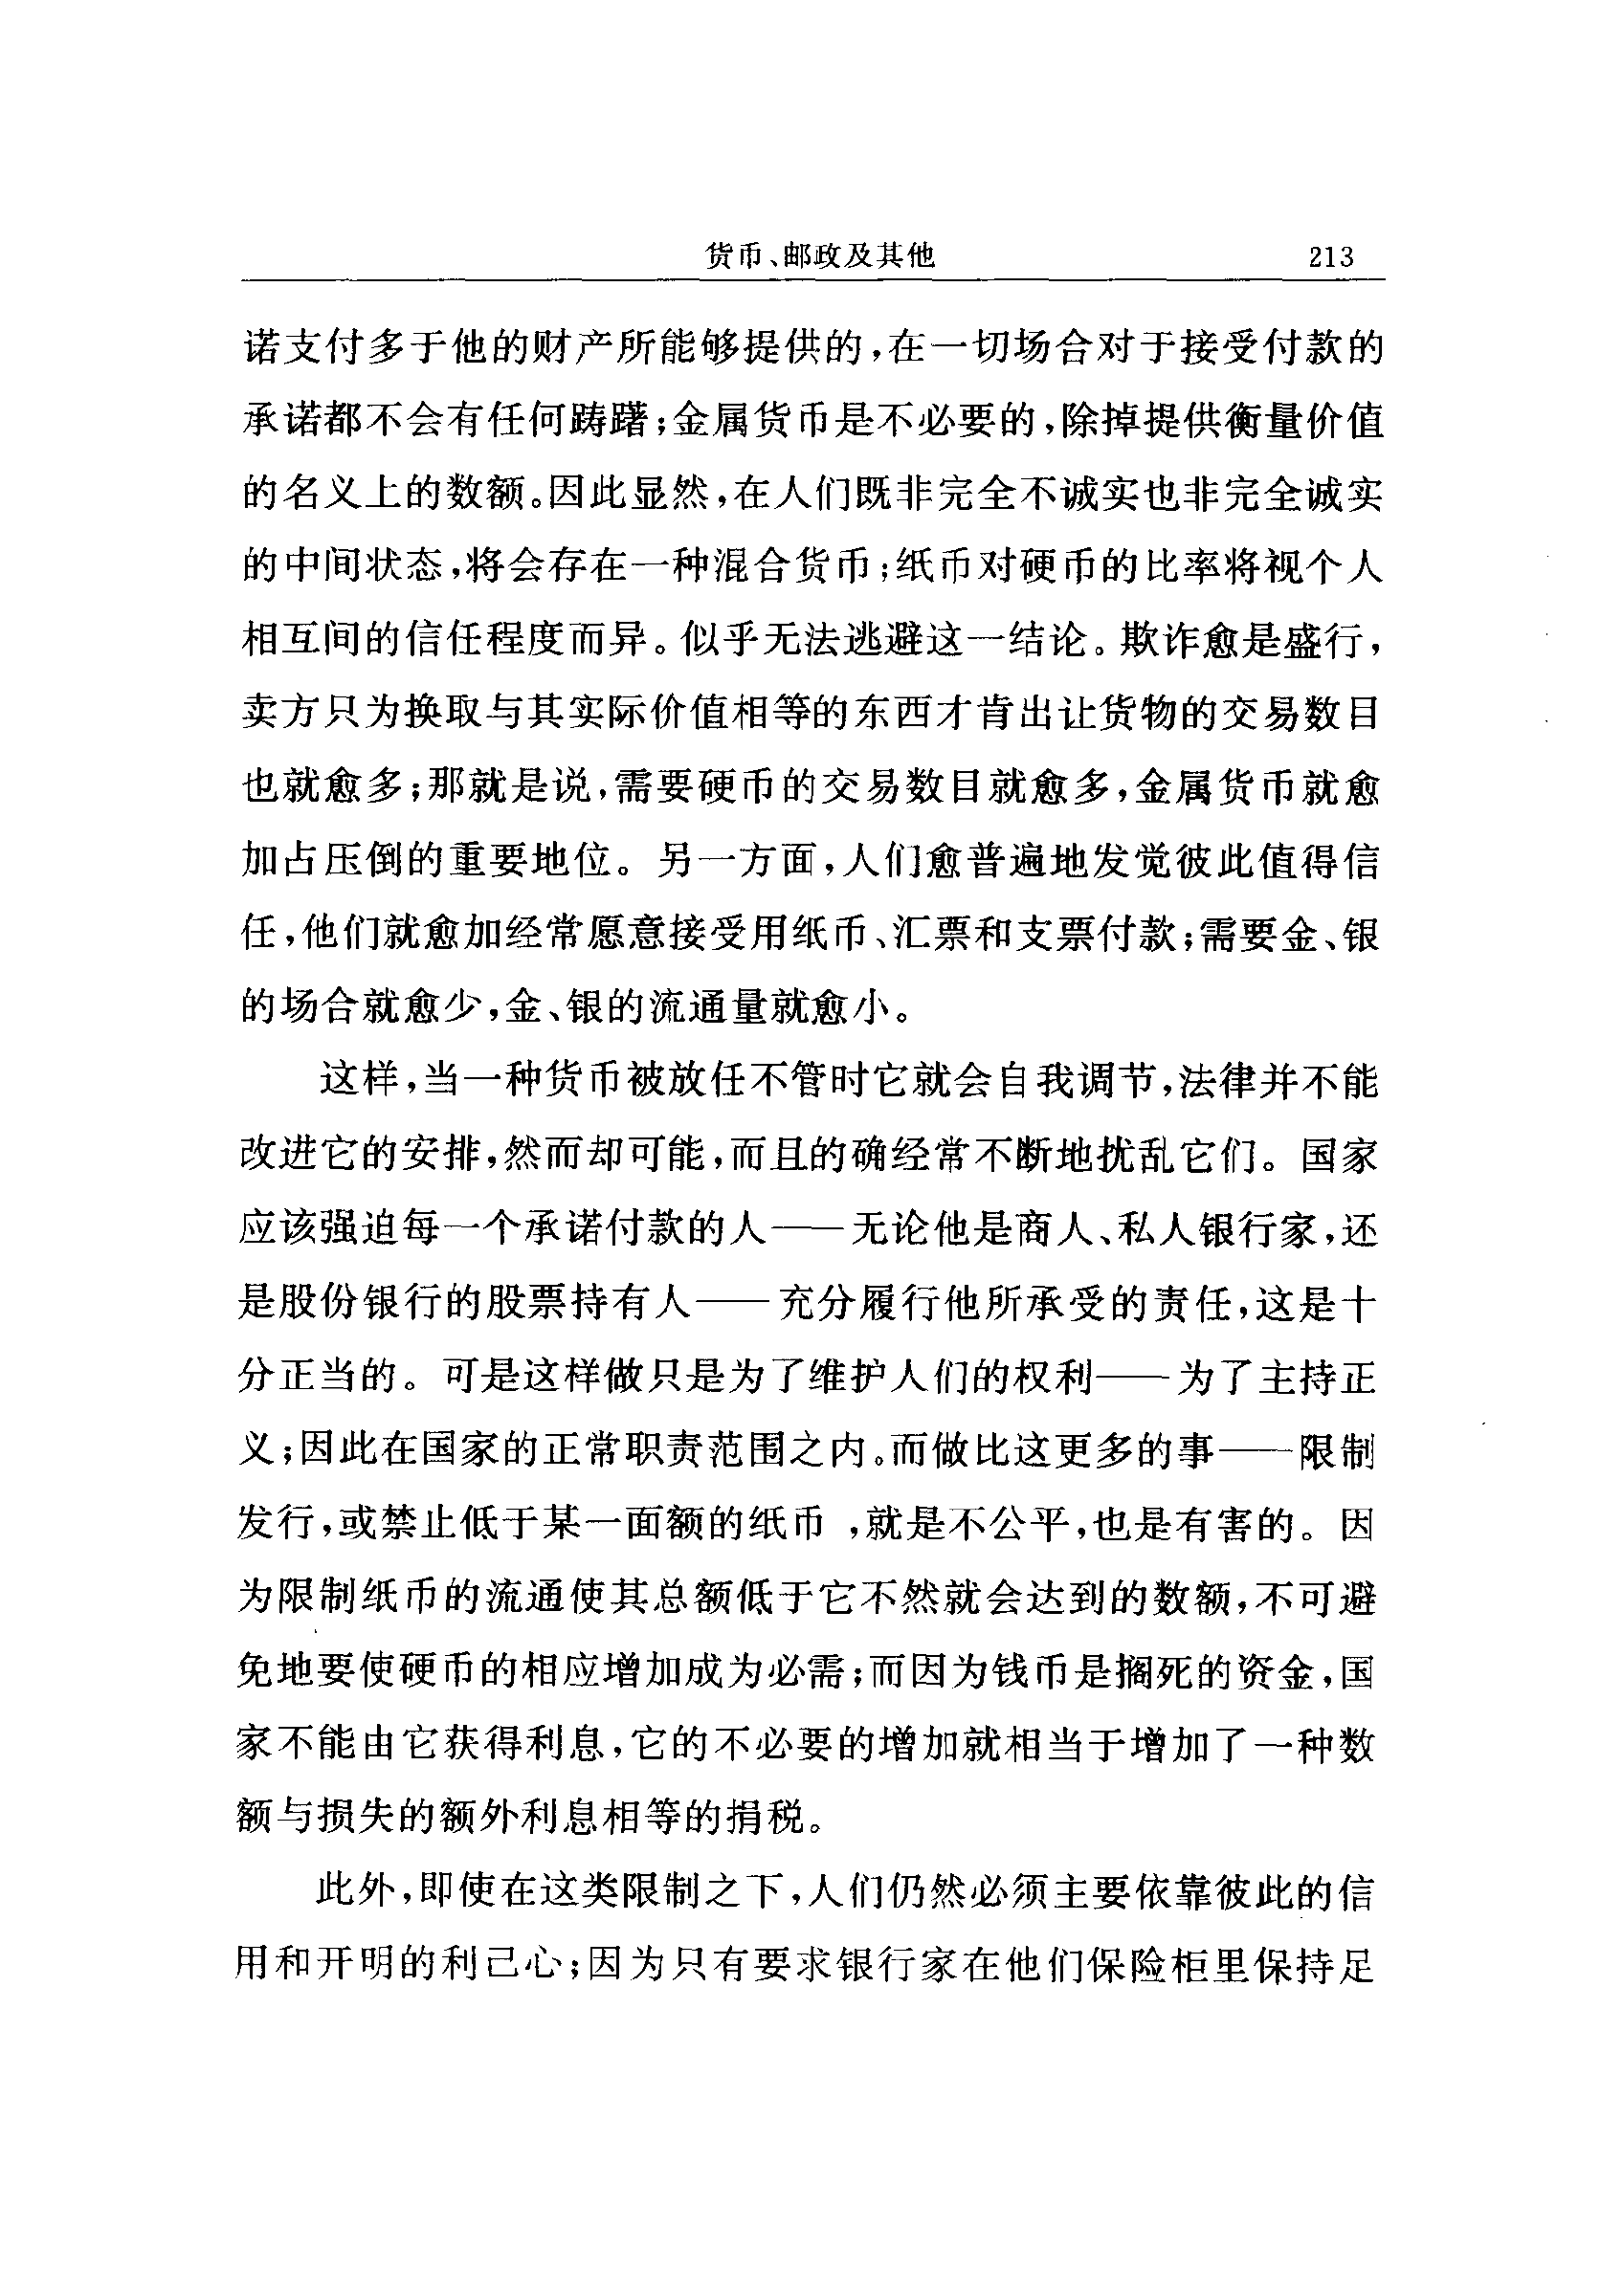 货币、邮政及其他 213
诺支付多于他的财产所能够提供的，在一切场合对于接受付款的
承诺都不会有任何踌躇；金属货币是不必要的，除掉提供衡量价值
的名义上的数额。因此显然，在人们既非完全不诚实也非完全诚实
的中间状态，将会存在一种混合货币；纸币对硬币的比率将视个人
相互间的信任程度而异。似乎无法逃避这一结论。欺诈愈是盛行，
卖方只为换取与其实际价值相等的东西才肯出让货物的交易数目
也就愈多；那就是说，需要硬币的交易数目就愈多，金属货币就愈
加占压倒的重要地位。另一方面，人们愈普遍地发觉彼此值得信
任，他们就愈加经常愿意接受用纸币、汇票和支票付款；需要金、银
的场合就愈少，金、银的流通量就愈小。
这样，当一种货币被放任不管时它就会自我调节，法律并不能
改进它的安排，然而却可能，而且的确经常不断地扰乱它们。国家
应该强迫每一个承诺付款的人——无论他是商人、私人银行家，还
是股份银行的股票持有人——充分履行他所承受的责任，这是十
分正当的。可是这样做只是为了维护人们的权利——为了主持正
义；因此在国家的正常职责范围之内。而做比这更多的事——限制
发行，或禁止低于某一面额的纸币，就是不公平，也是有害的。因
为限制纸币的流通使其总额低于它不然就会达到的数额，不可避
免地要使硬币的相应增加成为必需；而因为钱币是搁死的资金，国
家不能由它获得利息，它的不必要的增加就相当于增加了一种数
额与损失的额外利息相等的捐税。
此外，即使在这类限制之下，人们仍然必须主要依靠彼此的信
用和开明的利己心；因为只有要求银行家在他们保险柜里保持足